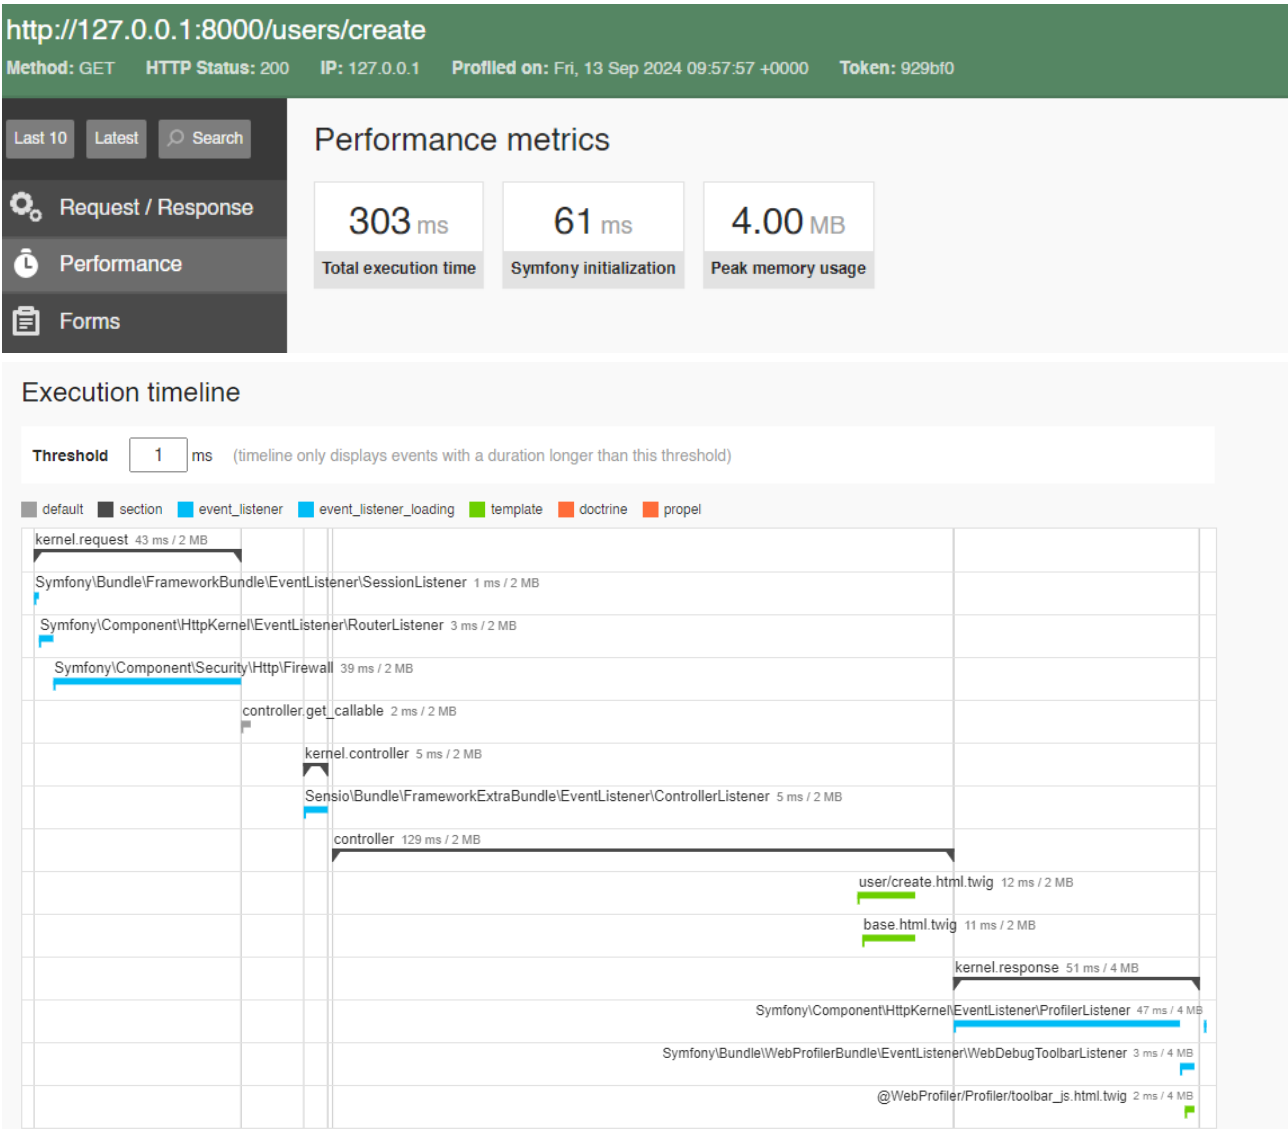 http://127.0.0.1:8000/users/create
Method: GET HTTP Status: 200 IP: 127.0.0.1 Profiled on: Fri, 13 Sep 2024 09:57:57 +0000 Token: 929bf0
Last 10 Latest Search
Request / Response
Performance
Forms
Performance metrics
303 ms 61 ms 4.00 MB
Total execution time Symfony initialization Peak memory usage
Execution timeline
Threshold 1 ms (timeline only displays events with a duration longer than this threshold)
default section event_listener event_listener_loading template doctrine propel
kernel.request 43 ms / 2 MB
Symfony\Bundle\FrameworkBundle\EventListener\SessionListener 1 ms / 2 MB
Symfony\Component\HttpKernel\EventListener\RouterListener 3 ms / 2 MB
Symfony\Component\Security\Http\Firewall 39 ms / 2 MB
controller.get_callable 2 ms / 2 MB
kernel.controller 5 ms / 2 MB
Sensio\Bundle\FrameworkExtraBundle\EventListener\ControllerListener 5 ms / 2 MB
controller 129 ms / 2 MB
user/create.html.twig 12 ms / 2 MB
base.html.twig 11 ms / 2 MB
kernel.response 51 ms / 4 MB
Symfony\Component\HttpKernel\EventListener\ProfilerListener 47 ms / 4 MB
Symfony\Bundle\WebProfilerBundle\EventListener\WebDebugToolbarListener 3 ms / 4 MB
@WebProfiler/Profiler/toolbar_js.html.twig 2 ms / 4 MB